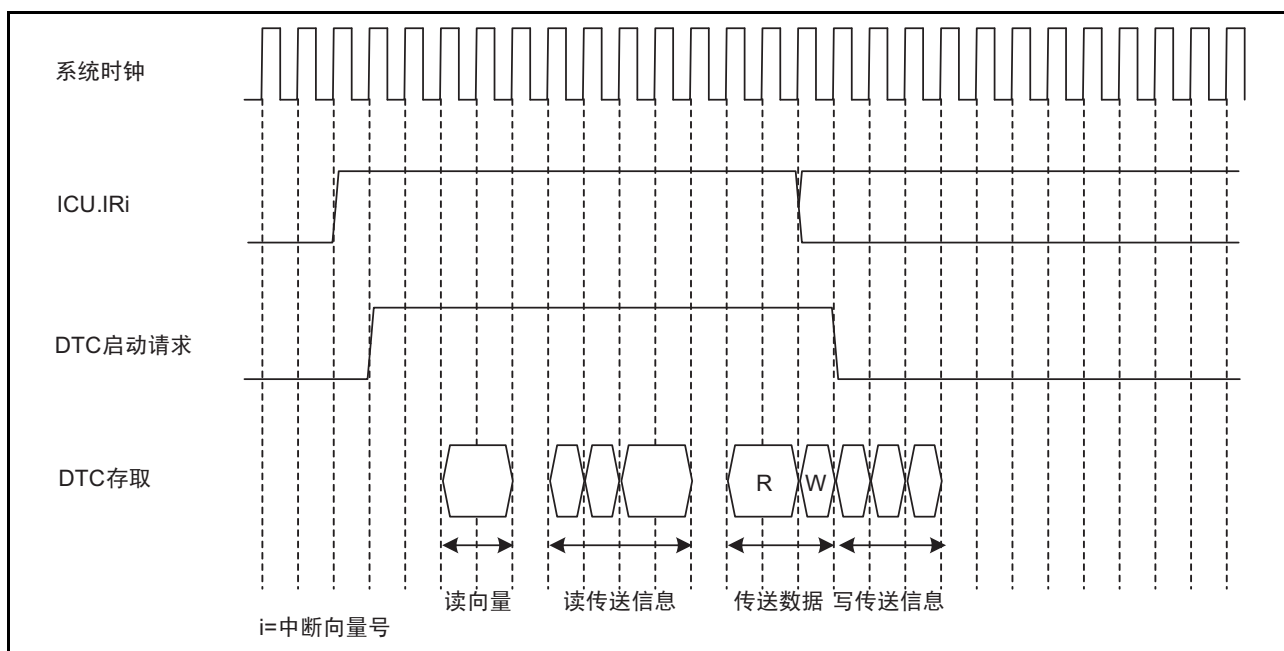 系统时钟
ICU.IRi
DTC启动请求
DTC存取
R
W
读向量
读传送信息
传送数据
写传送信息
i=中断向量号